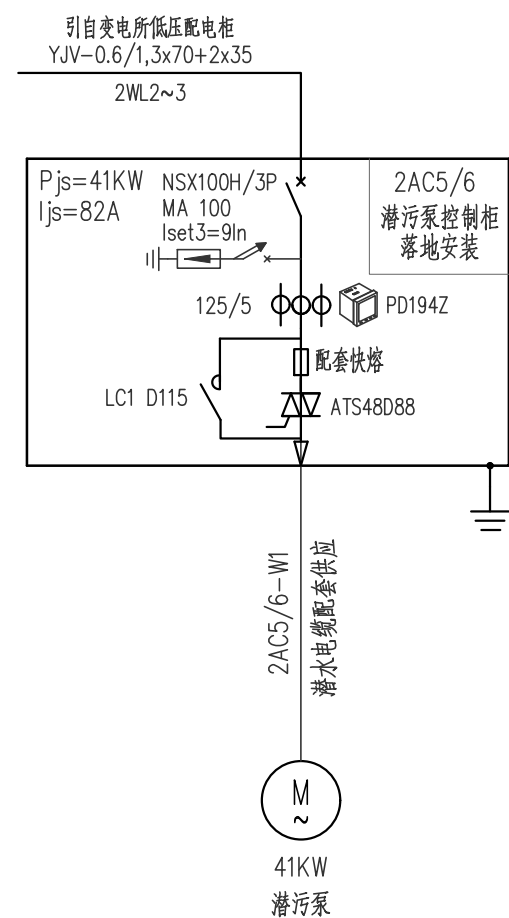 引自变电所低压配电柜
YJV-0.6/1,3x70+2x35
2WL2~3
Pjs=41KW
Ijs=82A
NSX100H/3P
MA 100
Iset3=9In
2AC5/6
潜污泵控制柜
落地安装
125/5
PD194Z
配套快熔
LC1 D115
ATS48D88
2AC5/6-W1
潜水电缆配套供应
M
~
41KW
潜污泵